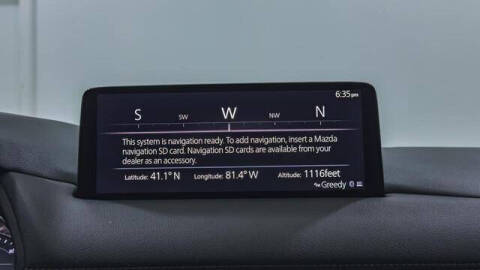 6:35pm
S SW W NW N
This system is navigation ready. To add navigation, insert a Mazda
navigation SD card. Navigation SD cards are available from your
dealer as an accessory.
Latitude: 41.1° N Longitude: 81.4° W Altitude: 1116feet
Greedy